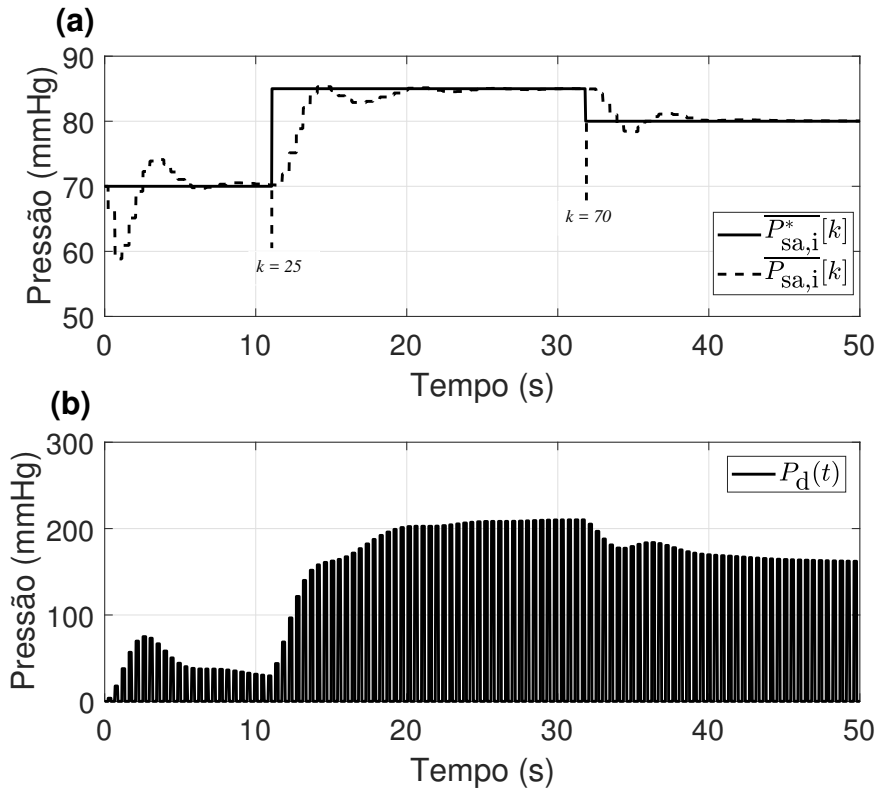 (a)
Pressão (mmHg)
90
80
70
60
50
k = 25
k = 70
P*sa,i[k]
Psa,i[k]
0
10
20
30
40
50
Tempo (s)
(b)
Pressão (mmHg)
300
200
100
0
Pd(t)
0
10
20
30
40
50
Tempo (s)